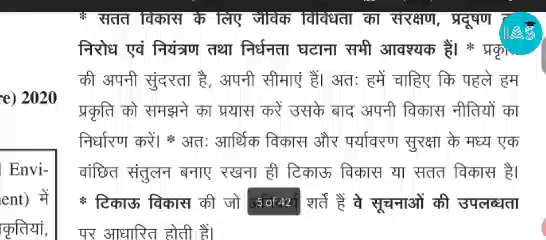 * सतत विकास के लिए जैविक विविधता का संरक्षण, प्रदूषण
IAS
निरोध एवं नियंत्रण तथा निर्धनता घटाना सभी आवश्यक हैं। *
की अपनी सुंदरता है, अपनी सीमाएं हैं। अतः हमें चाहिए कि पहले हम
re) 2020
प्रकृति को समझने का प्रयास करें उसके बाद अपनी विकास नीतियों का
निर्धारण करें। * अतः आर्थिक विकास और पर्यावरण सुरक्षा के मध्य एक
Envi-
वांछित संतुलन बनाए रखना ही टिकाऊ विकास या सतत विकास है।
ent) में
* टिकाऊ विकास की जो
5 of 42
शर्तें हैं वे सूचनाओं की उपलब्धता
कृतियां,
पर आधारित होती हैं।